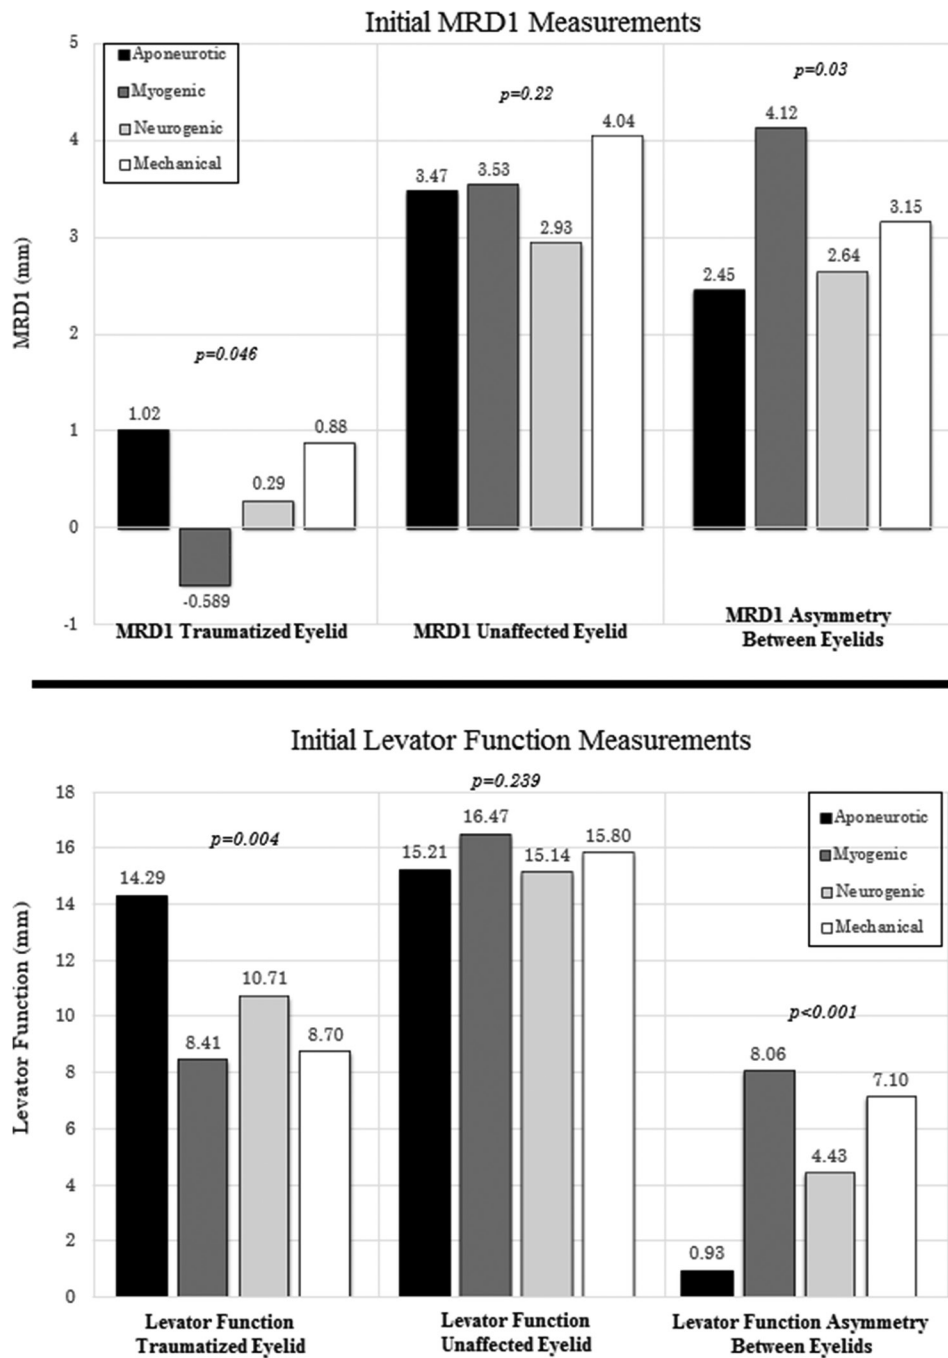 Initial MRD1 Measurements
5
4
3
2
1
0
-1
MRD1 (mm)
Aponeurotic
Myogenic
Neurogenic
Mechanical
p=0.046
1.02
-0.589
0.29
0.88
p=0.22
3.47
3.53
2.93
4.04
p=0.03
2.45
4.12
2.64
3.15
MRD1 Traumatized Eyelid
MRD1 Unaffected Eyelid
MRD1 Asymmetry
Between Eyelids
Initial Levator Function Measurements
18
16
14
12
10
8
6
4
2
0
Levator Function (mm)
p=0.004
14.29
8.41
10.71
8.70
p=0.239
15.21
16.47
15.14
15.80
Aponeurotic
Myogenic
Neurogenic
Mechanical
p<0.001
0.93
8.06
4.43
7.10
Levator Function
Traumatized Eyelid
Levator Function
Unaffected Eyelid
Levator Function Asymmetry
Between Eyelids